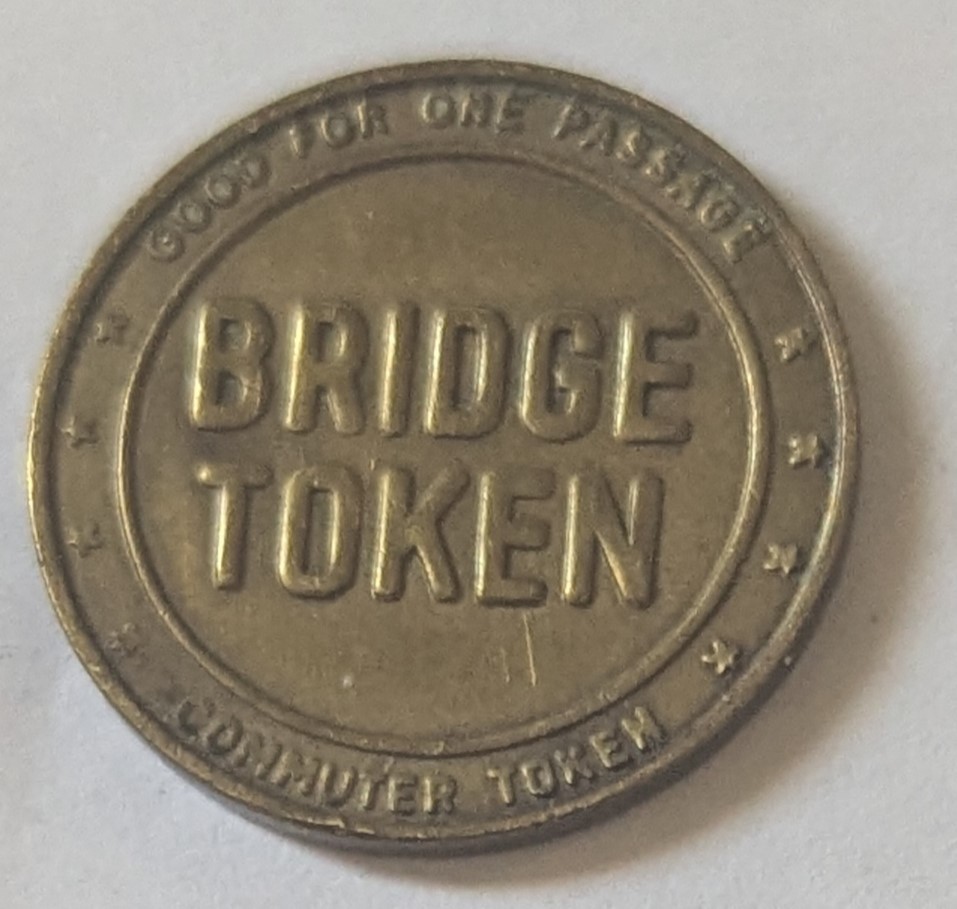 GOOD FOR ONE PASSAGE
BRIDGE
TOKEN
COMMUTER TOKEN